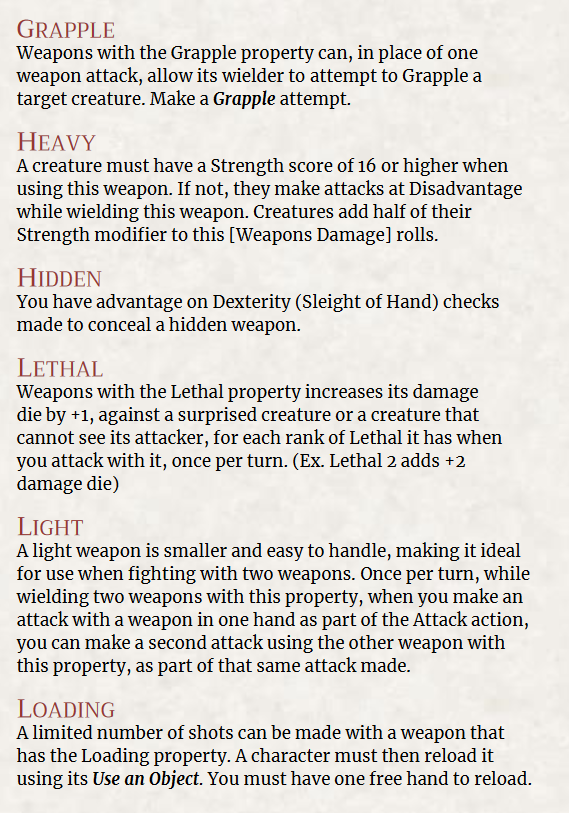 GRAPPLE
Weapons with the Grapple property can, in place of one
weapon attack, allow its wielder to attempt to Grapple a
target creature. Make a Grapple attempt.
HEAVY
A creature must have a Strength score of 16 or higher when
using this weapon. If not, they make attacks at Disadvantage
while wielding this weapon. Creatures add half of their
Strength modifier to this [Weapons Damage] rolls.
HIDDEN
You have advantage on Dexterity (Sleight of Hand) checks
made to conceal a hidden weapon.
LETHAL
Weapons with the Lethal property increases its damage
die by +1, against a surprised creature or a creature that
cannot see its attacker, for each rank of Lethal it has when
you attack with it, once per turn. (Ex. Lethal 2 adds +2
damage die)
LIGHT
A light weapon is smaller and easy to handle, making it ideal
for use when fighting with two weapons. Once per turn, while
wielding two weapons with this property, when you make an
attack with a weapon in one hand as part of the Attack action,
you can make a second attack using the other weapon with
this property, as part of that same attack made.
LOADING
A limited number of shots can be made with a weapon that
has the Loading property. A character must then reload it
using its Use an Object. You must have one free hand to reload.